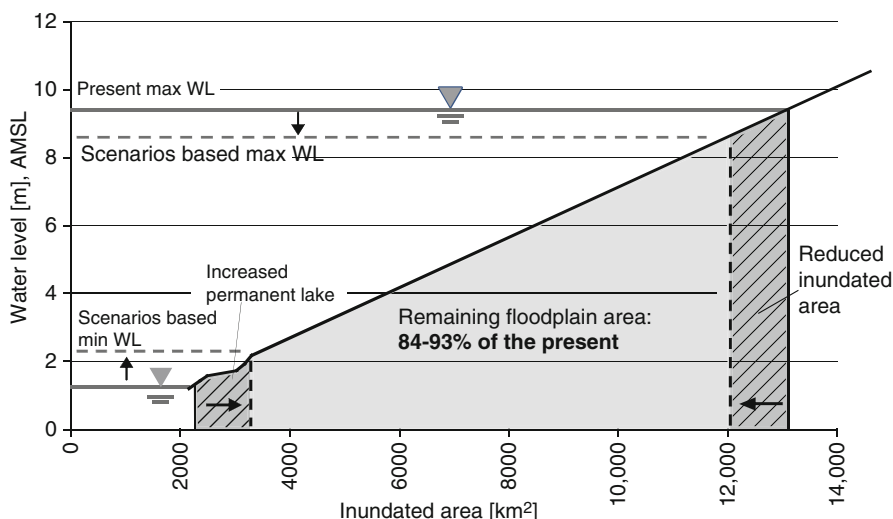 12
10
8
6
4
2
0
Water level [m], AMSL
Present max WL
Scenarios based max WL
Increased
permanent lake
Scenarios based
min WL
Remaining floodplain area:
84-93% of the present
Reduced
inundated
area
0
2000
4000
6000
8000
10,000
12,000
14,000
Inundated area [km²]